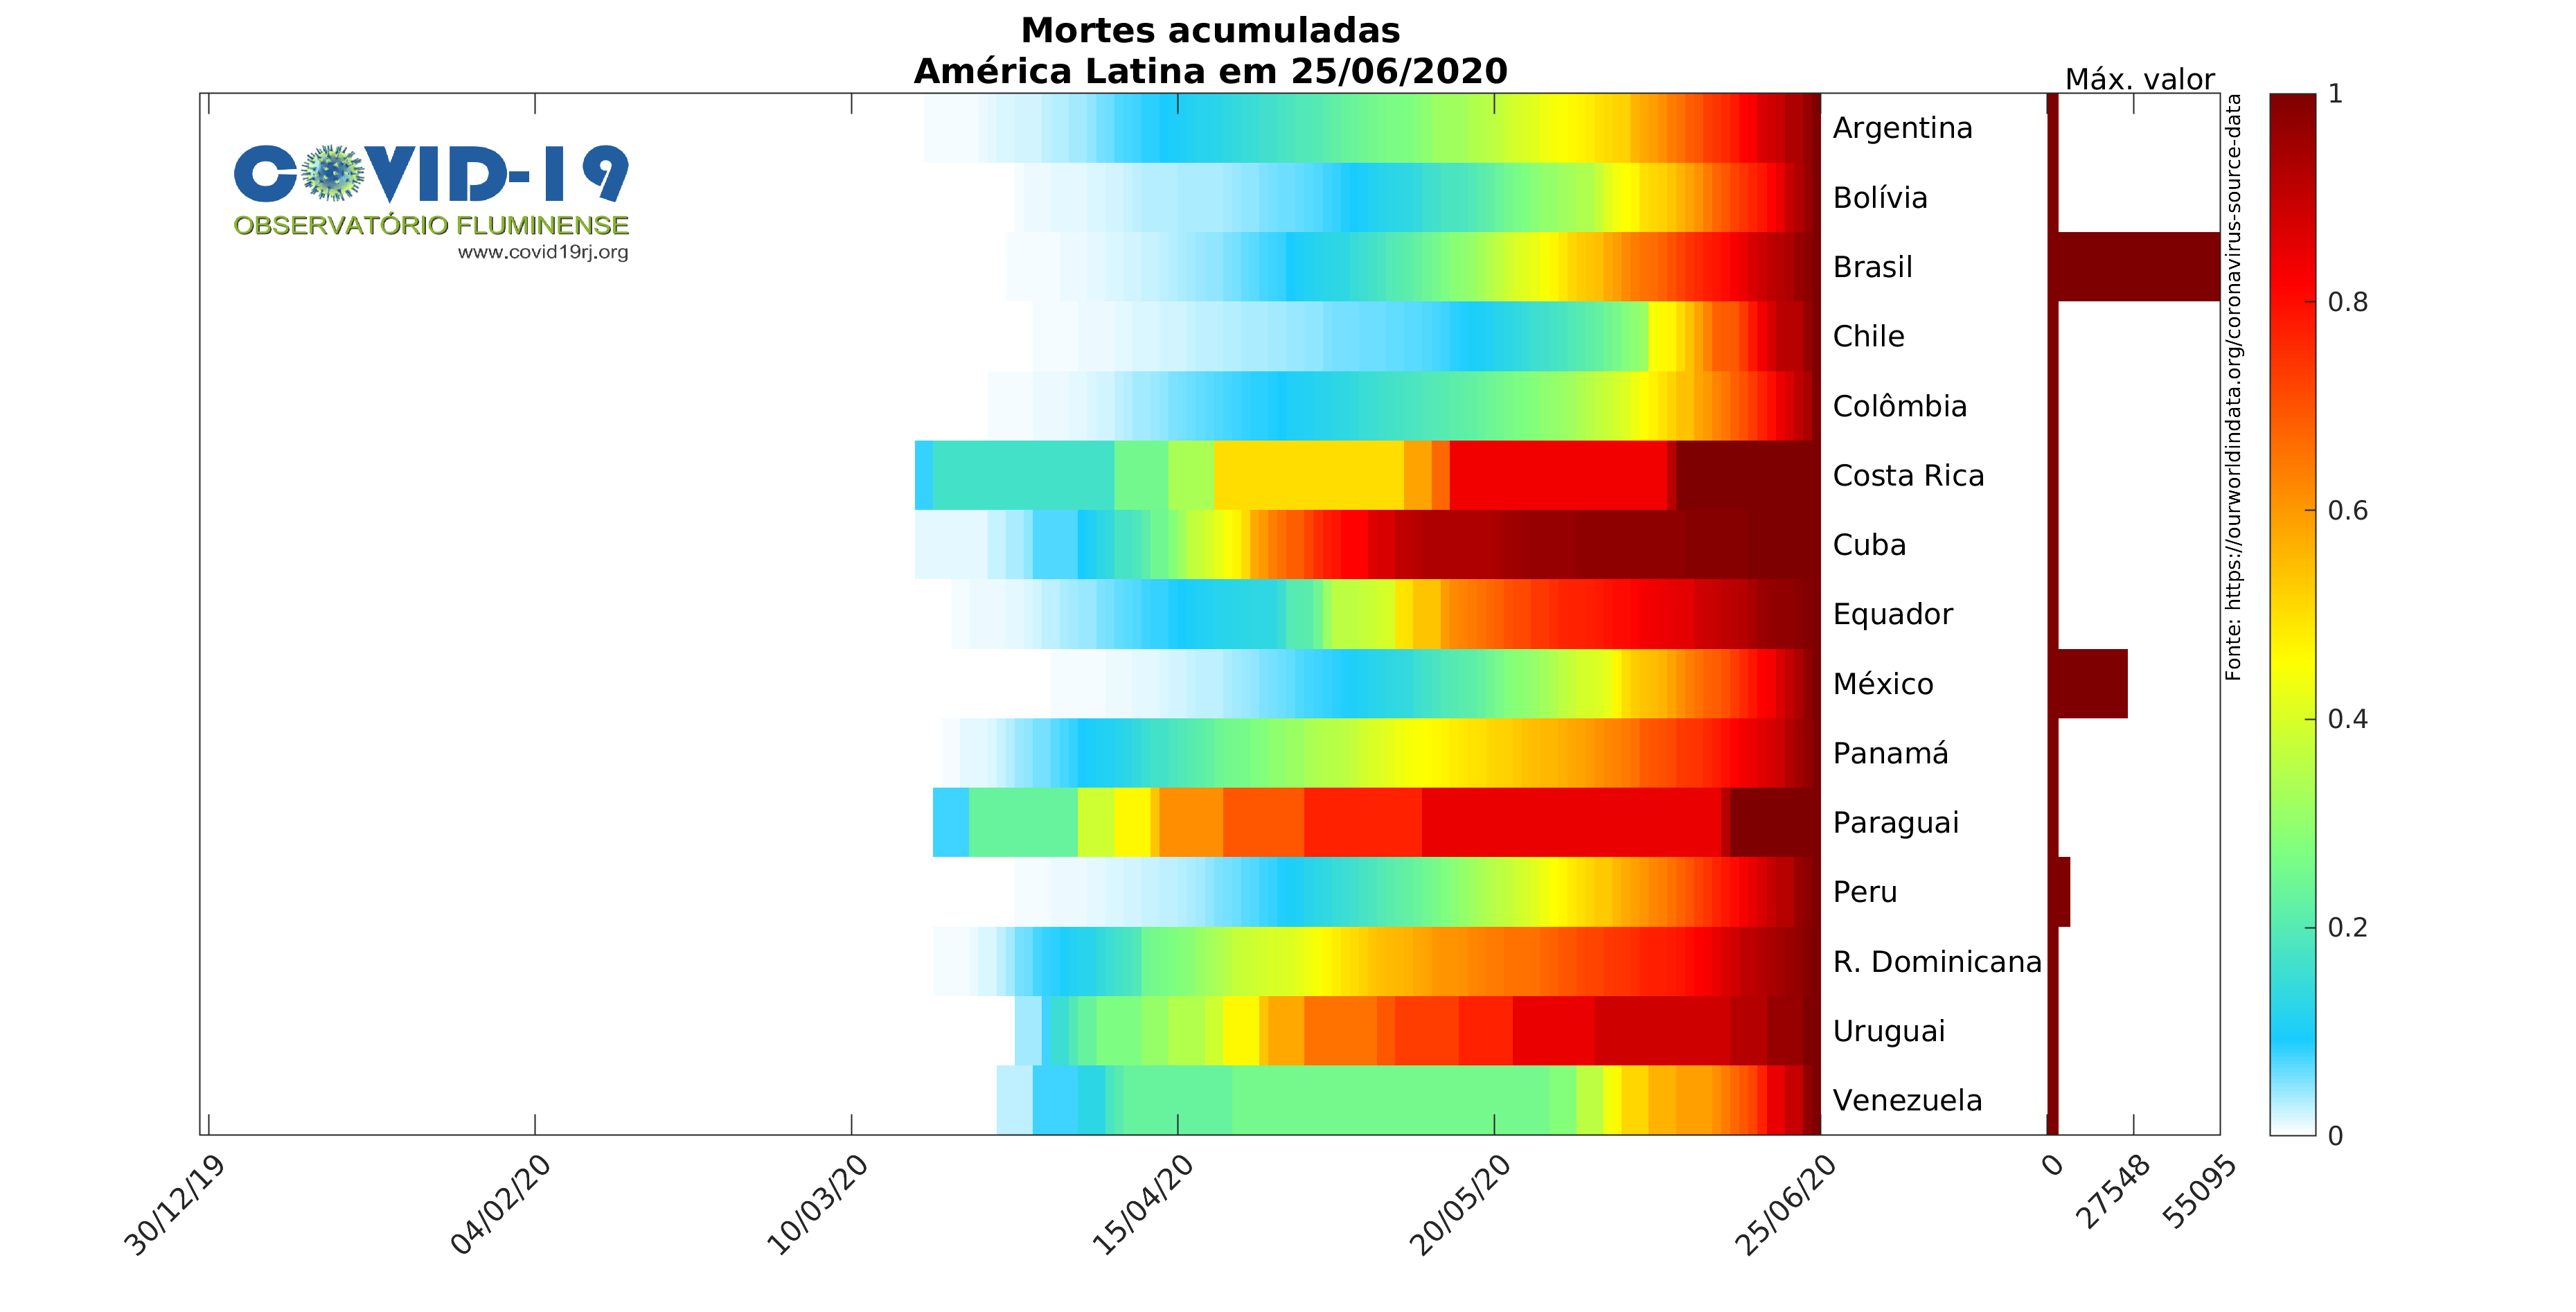 Mortes acumuladas
América Latina em 25/06/2020
Máx. valor
COVID-19
OBSERVATÓRIO FLUMINENSE
www.covid19rj.org
Argentina
Bolívia
Brasil
Chile
Colômbia
Costa Rica
Cuba
Equador
México
Panamá
Paraguai
Peru
R. Dominicana
Uruguai
Venezuela
Fonte: https://ourworldindata.org/coronavirus-source-data
1
0.8
0.6
0.4
0.2
0
30/12/19
04/02/20
10/03/20
15/04/20
20/05/20
25/06/20
0
27548
55095